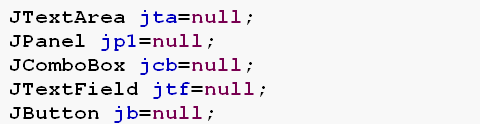 JTextArea jta=null;
JPanel jp1=null;
JComboBox jcb=null;
JTextField jtf=null;
JButton jb=null;